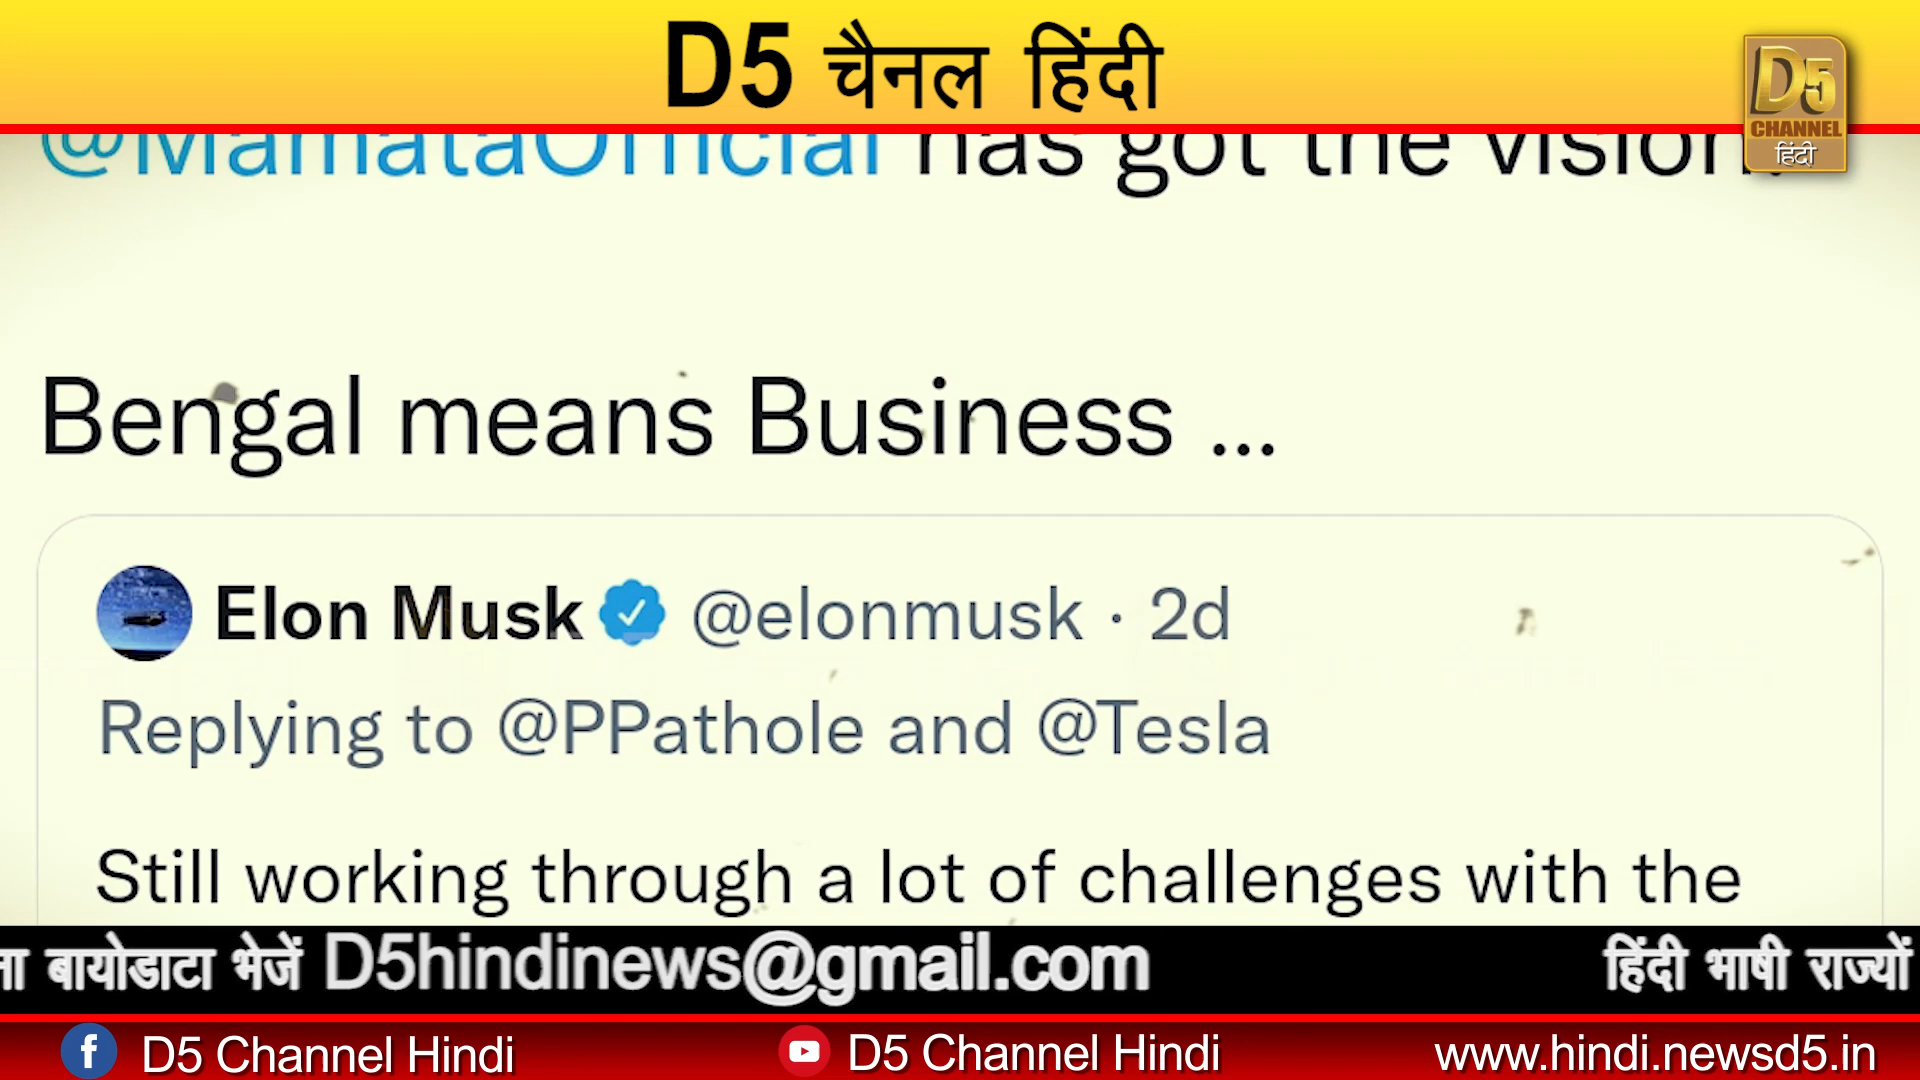 D5 चैनल हिंदी
D5
CHANNEL
हिंदी
@MamataOfficial has got the vision.
Bengal means Business ...
Elon Musk @elonmusk · 2d
Replying to @PPathole and @Tesla
Still working through a lot of challenges with the
बायोडाटा भेजें D5hindinews@gmail.com हिंदी भाषी राज्यों
D5 Channel Hindi D5 Channel Hindi www.hindi.newsd5.in